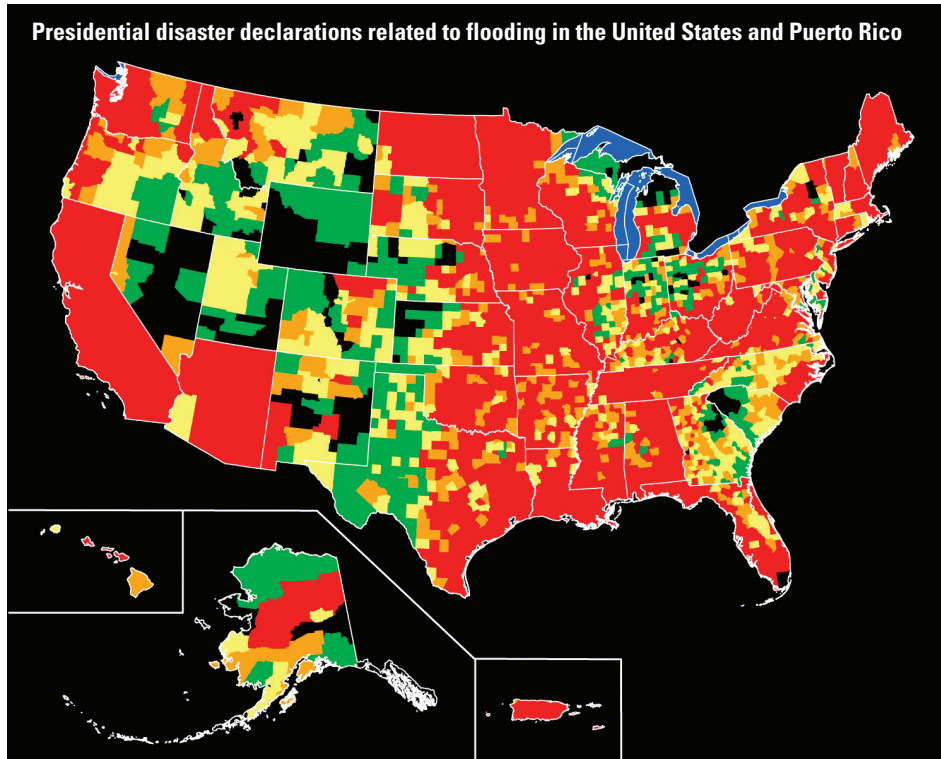 Presidential disaster declarations related to flooding in the United States and Puerto Rico